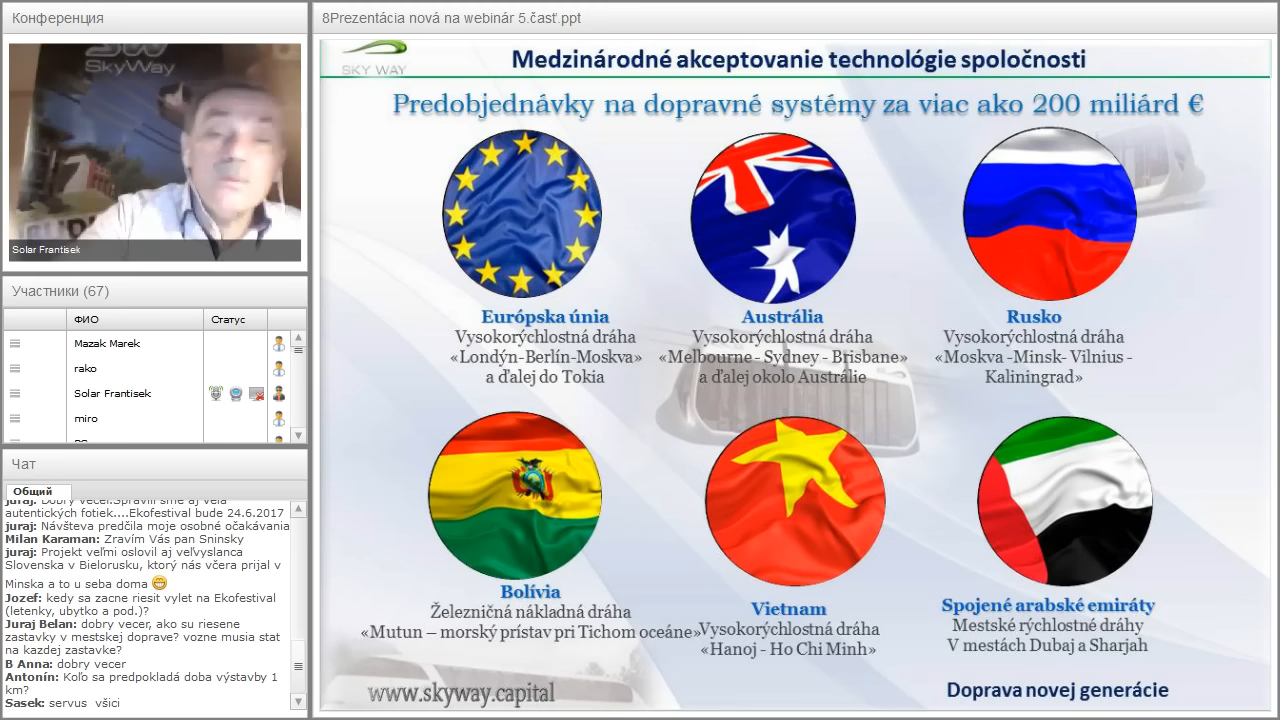 Конференция
SkyWay
Solar Frantisek
Участники (67)
ФИО Статус
Mazak Marek
rako
Solar Frantisek
miro
Чат
Общий
juraj: Dobry vecer.Spravili sme aj vela
autentických fotiek....Ekofestival bude 24.6.2017
juraj: Návšteva predčila moje osobné očakávania
Milan Karaman: Zravím Vás pan Sninsky
juraj: Projekt veľmi oslovil aj veľvyslanca
Slovenska v Bielorusku, ktorý nás včera prijal v
Minska a to u seba doma
Jozef: kedy sa zacne riesit vylet na Ekofestival
(letenky, ubytko a pod.)?
Juraj Belan: dobry vecer, ako su riesene
zastavky v mestskej doprave? vozne musia stat
na kazdej zastavke?
B Anna: dobry vecer
Antonín: Koľo sa predpokladá doba výstavby 1
km?
Sasek: servus všici
8Prezentácia nová na webinár 5.časť.ppt
SKY WAY
Medzinárodné akceptovanie technológie spoločnosti
Predobjednávky na dopravné systémy za viac ako 200 miliárd €
Európska únia
Vysokorýchlostná dráha
«Londýn-Berlín-Moskva»
a ďalej do Tokia
Austrália
Vysokorýchlostná dráha
«Melbourne - Sydney - Brisbane»
a ďalej okolo Austrálie
Rusko
Vysokorýchlostná dráha
«Moskva -Minsk- Vilnius -
Kaliningrad»
Bolívia
Železničná nákladná dráha
«Mutun – morský prístav pri Tichom oceáne»
Vietnam
Vysokorýchlostná dráha
«Hanoj - Ho Chi Minh»
Spojené arabské emiráty
Mestské rýchlostné dráhy
V mestách Dubaj a Sharjah
www.skyway.capital
Doprava novej generácie